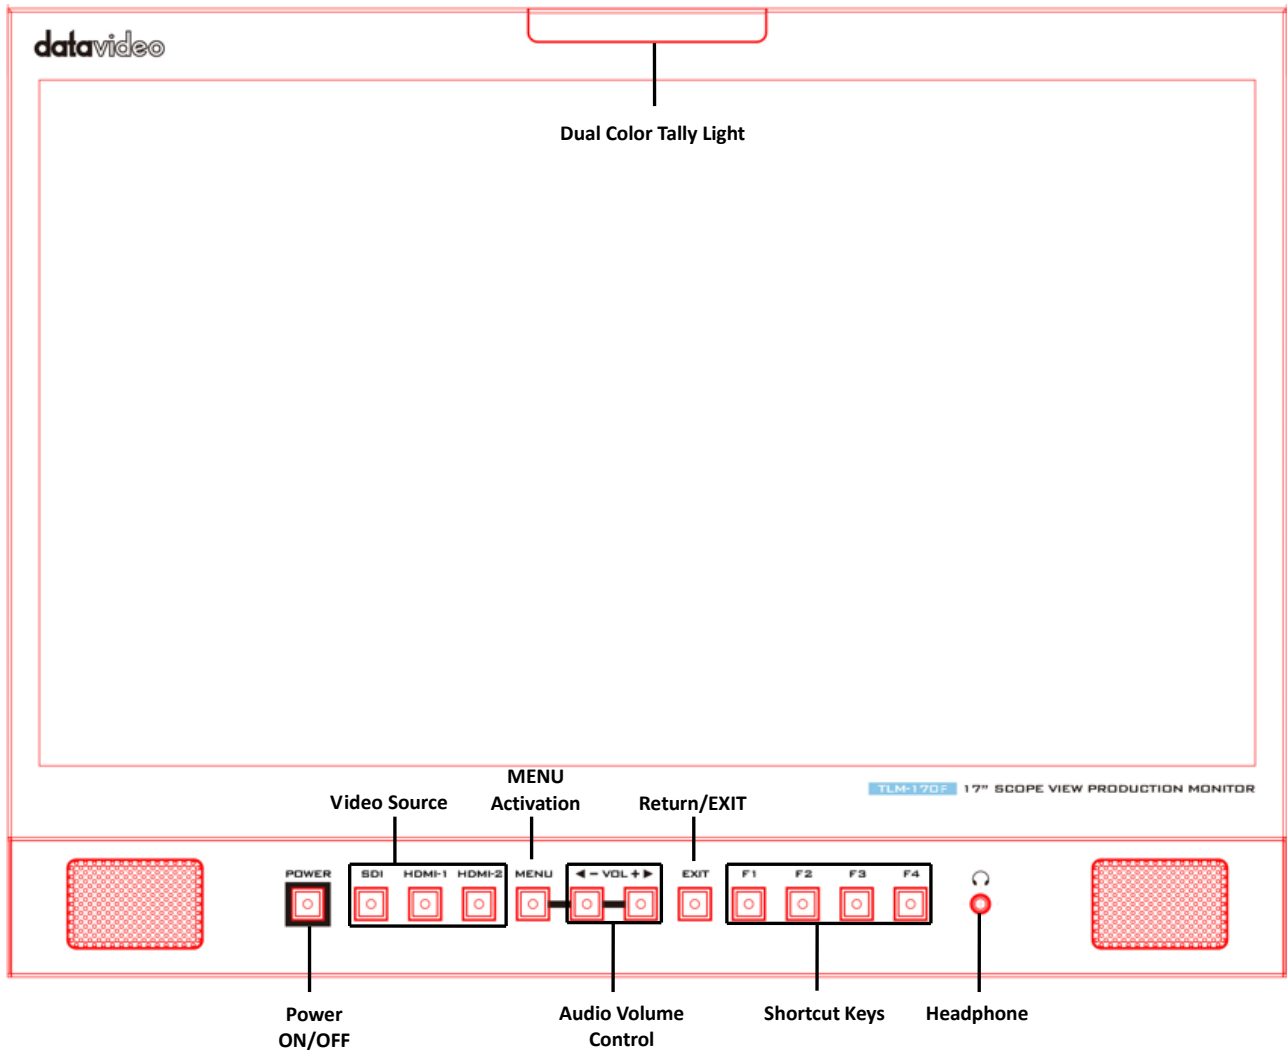 datavideo
Dual Color Tally Light
TLM-170F 17" SCOPE VIEW PRODUCTION MONITOR
MENU
Activation
Video Source
Return/EXIT
POWER SDI HDMI-1 HDMI-2 MENU ◀ - VOL + ▶ EXIT F1 F2 F3 F4
Power
ON/OFF
Audio Volume
Control
Shortcut Keys
Headphone